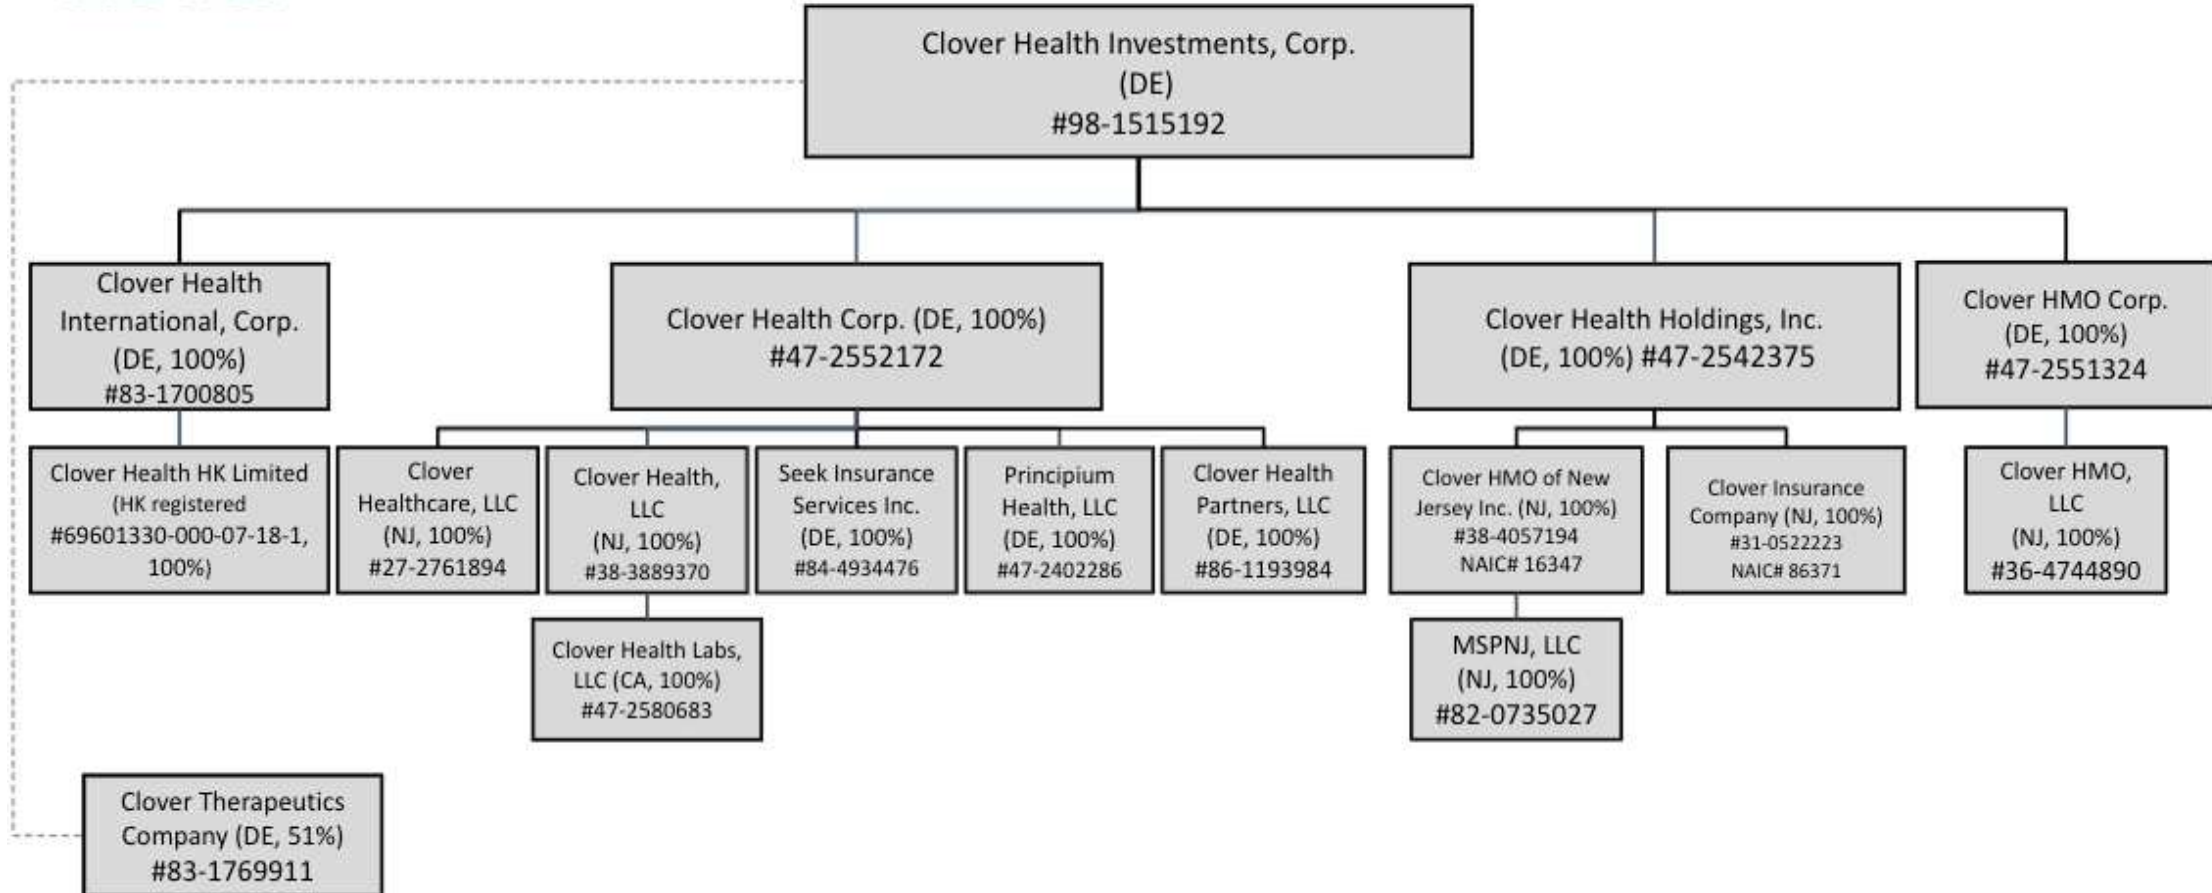 Clover Health Investments, Corp.
(DE)
#98-1515192
Clover Health
International, Corp.
(DE, 100%)
#83-1700805
Clover Health Corp. (DE, 100%)
#47-2552172
Clover Health Holdings, Inc.
(DE, 100%) #47-2542375
Clover HMO Corp.
(DE, 100%)
#47-2551324
Clover Health HK Limited
(HK registered
#69601330-000-07-18-1,
100%)
Clover
Healthcare, LLC
(NJ, 100%)
#27-2761894
Clover Health,
LLC
(NJ, 100%)
#38-3889370
Seek Insurance
Services Inc.
(DE, 100%)
#84-4934476
Principium
Health, LLC
(DE, 100%)
#47-2402286
Clover Health
Partners, LLC
(DE, 100%)
#86-1193984
Clover HMO of New
Jersey Inc. (NJ, 100%)
#38-4057194
NAIC# 16347
Clover Insurance
Company (NJ, 100%)
#31-0522223
NAIC# 86371
Clover HMO,
LLC
(NJ, 100%)
#36-4744890
Clover Health Labs,
LLC (CA, 100%)
#47-2580683
MSPNJ, LLC
(NJ, 100%)
#82-0735027
Clover Therapeutics
Company (DE, 51%)
#83-1769911